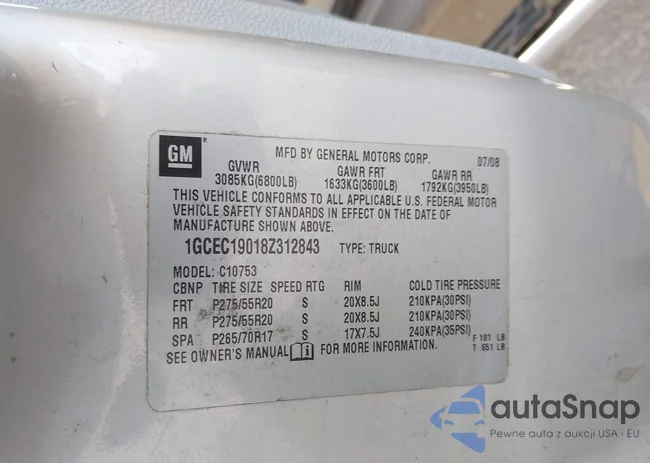 GM
MFD BY GENERAL MOTORS CORP. 07/08
GVWR GAWR FRT GAWR RR
3085KG(6800LB) 1633KG(3600LB) 1792KG(3950LB)
THIS VEHICLE CONFORMS TO ALL APPLICABLE U.S. FEDERAL MOTOR
VEHICLE SAFETY STANDARDS IN EFFECT ON THE DATE OF
MANUFACTURE SHOWN ABOVE.
1GCEC19018Z312843 TYPE: TRUCK
MODEL: C10753
CBNP TIRE SIZE SPEED RTG RIM COLD TIRE PRESSURE
FRT P275/55R20 S 20X8.5J 210KPA(30PSI)
RR P275/55R20 S 20X8.5J 210KPA(30PSI)
SPA P265/70R17 S 17X7.5J 240KPA(35PSI)
F 101 LB
T 651 LB
SEE OWNER'S MANUAL i FOR MORE INFORMATION.
autaSnap
Pewne auta z aukcji USA i EU